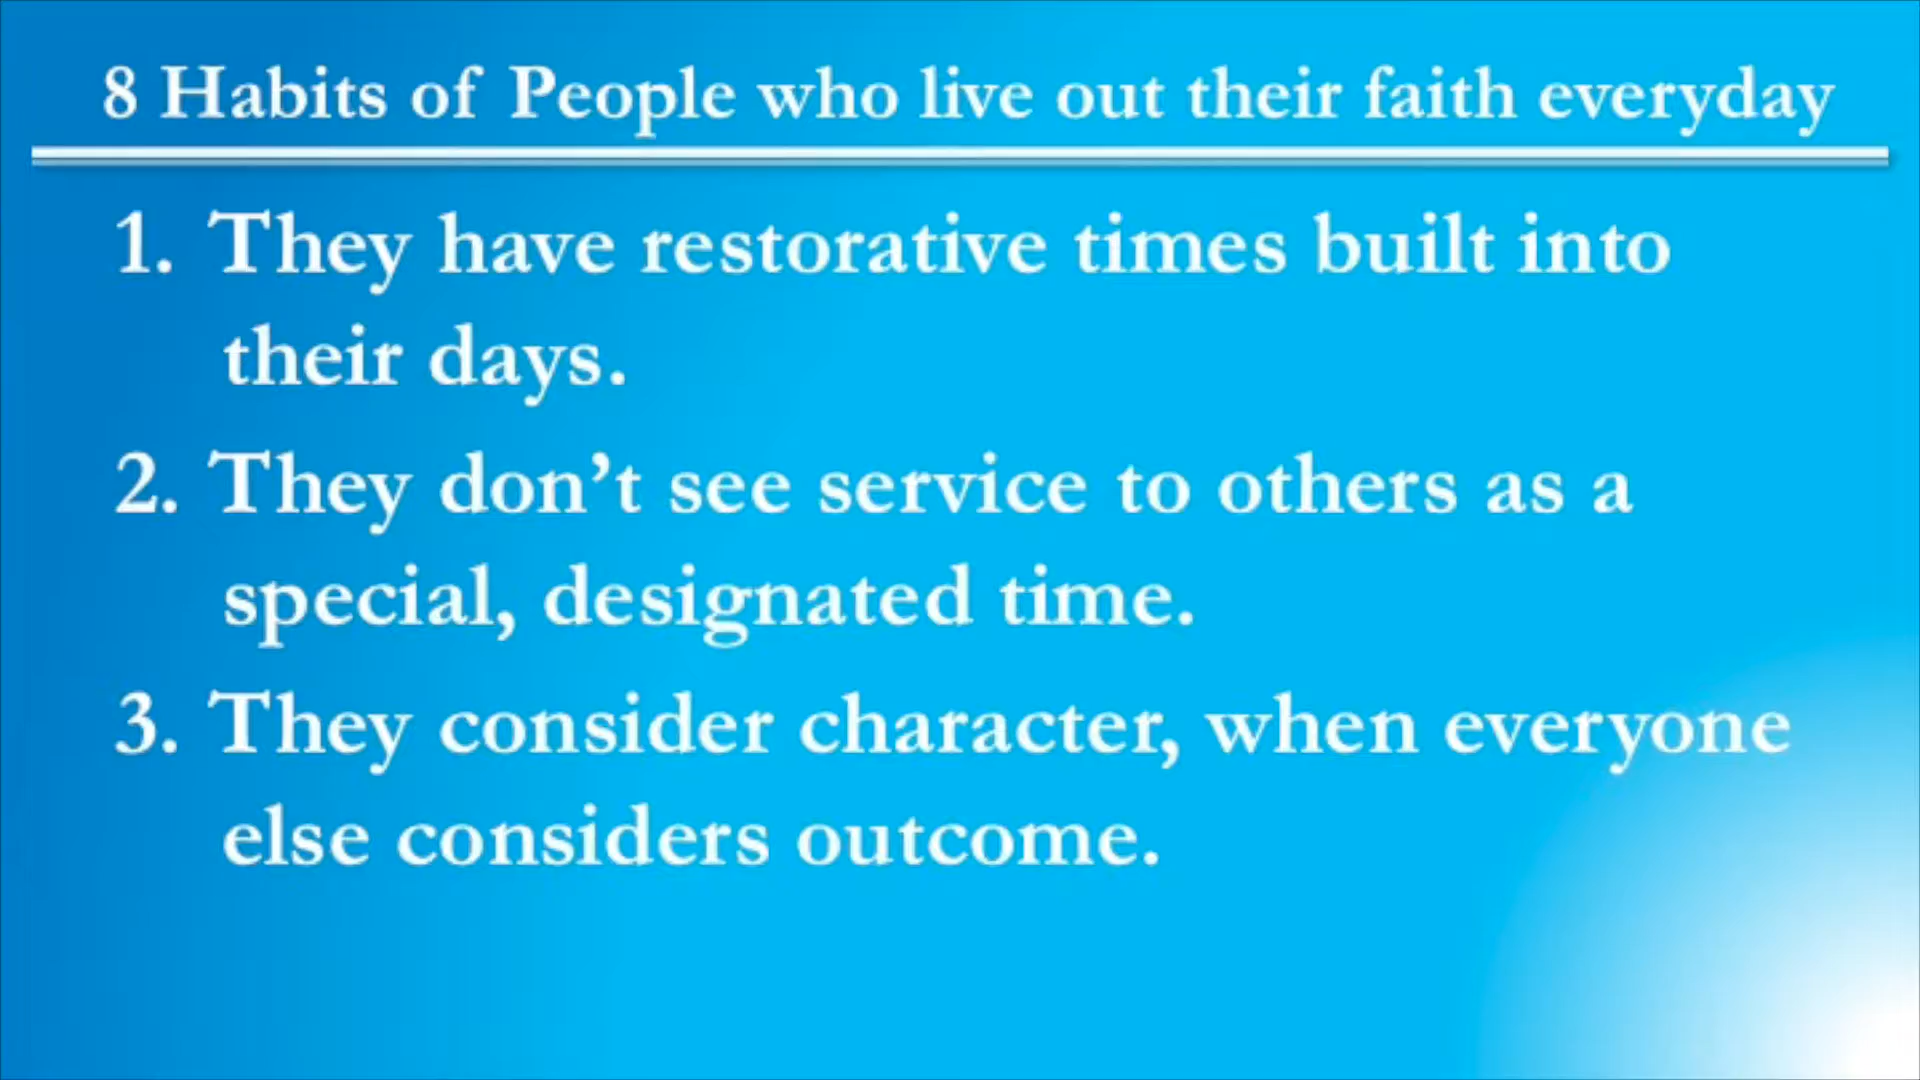 8 Habits of People who live out their faith everyday
1. They have restorative times built into
their days.
2. They don’t see service to others as a
special, designated time.
3. They consider character, when everyone
else considers outcome.